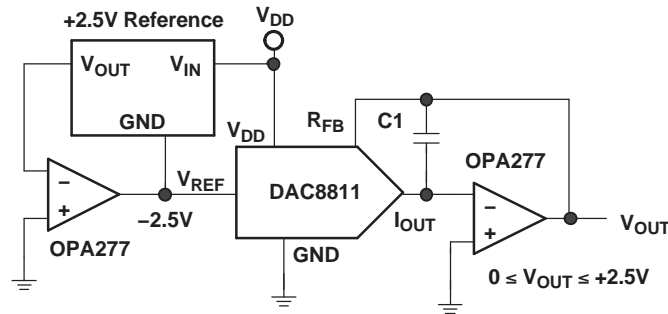 +2.5V Reference
VDD
VOUT
VIN
GND
VDD
RFB
C1
OPA277
−
+
VREF
−2.5V
DAC8811
IOUT
−
+
VOUT
OPA277
GND
0 ≤ VOUT ≤ +2.5V